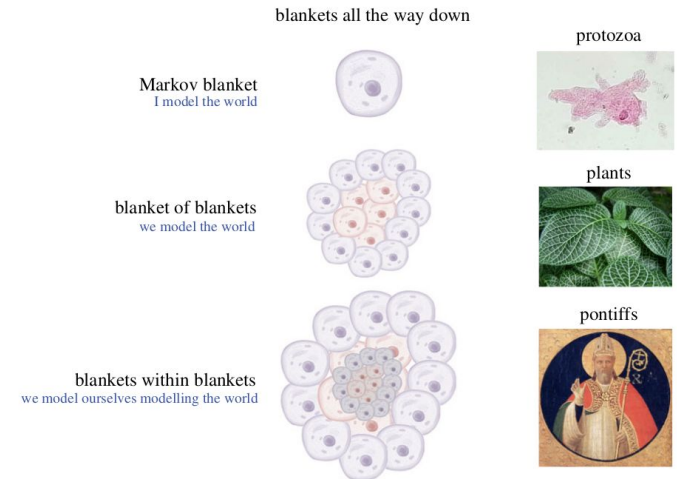 blankets all the way down
protozoa
Markov blanket
I model the world
plants
blanket of blankets
we model the world
pontiffs
blankets within blankets
we model ourselves modelling the world